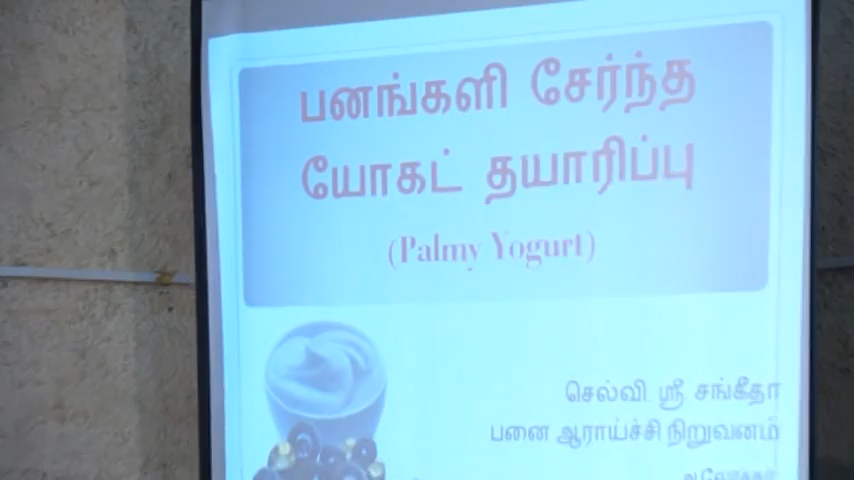 பனங்களி சேர்ந்த
யோகட் தயாரிப்பு
(Palmy Yogurt)
செல்வி. ஸ்ரீ. சங்கீதா
பனை ஆராய்ச்சி நிறுவனம்